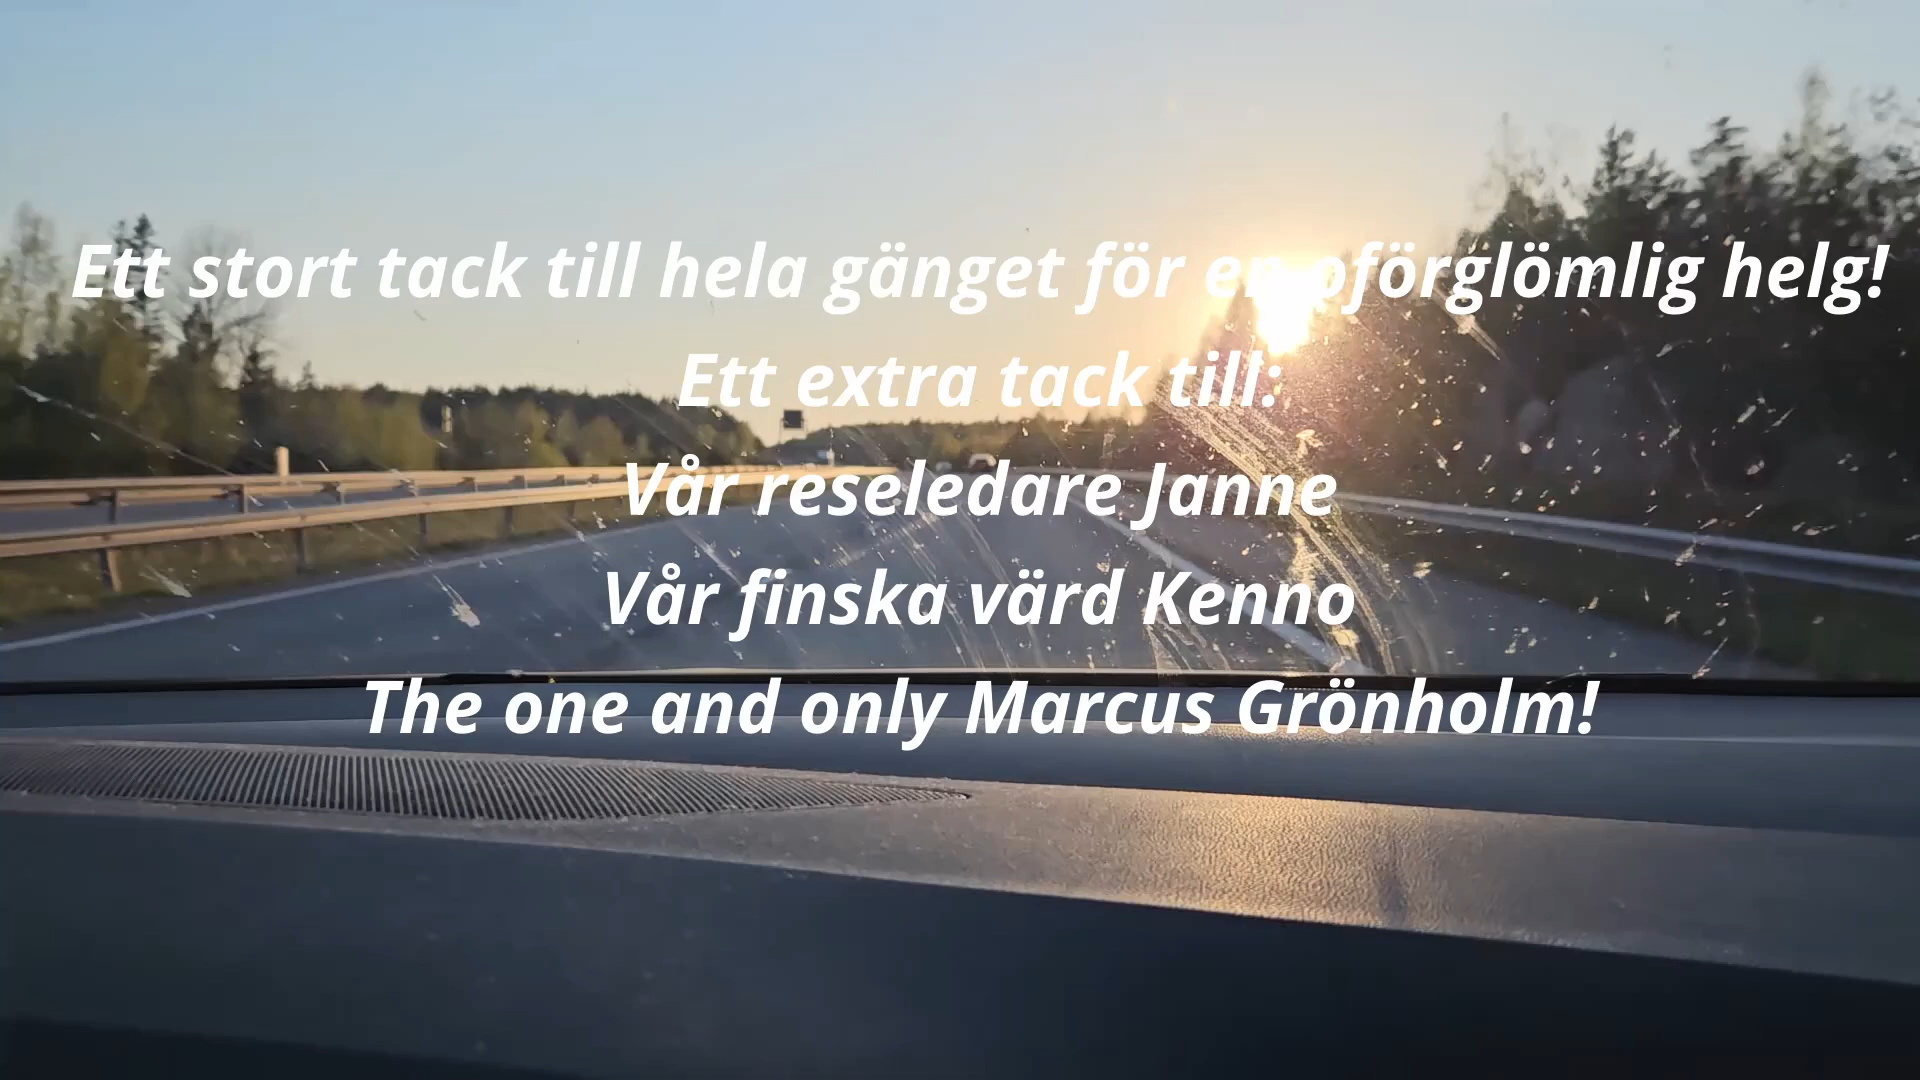 Ett stort tack till hela gänget för en oförglömlig helg!
Ett extra tack till:
Vår reseledare Janne
Vår finska värd Kenno
The one and only Marcus Grönholm!